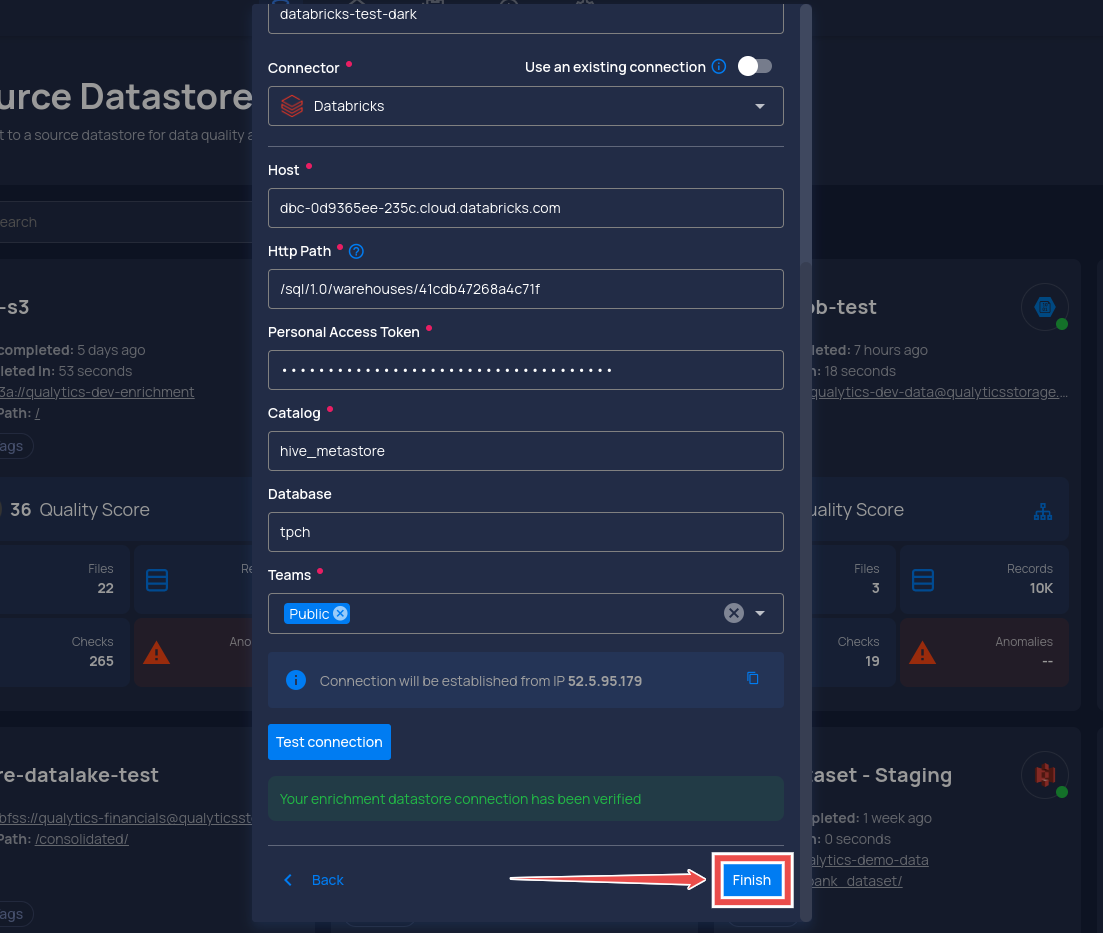 databricks-test-dark
Connector
Use an existing connection
Databricks
Host
dbc-0d9365ee-235c.cloud.databricks.com
Http Path
/sql/1.0/warehouses/41cdb47268a4c71f
Personal Access Token
Catalog
hive_metastore
Database
tpch
Teams
Public
Connection will be established from IP 52.5.95.179
Test connection
Your enrichment datastore connection has been verified
Back
Finish
urce Datastore
t to a source datastore for data quality a
earch
-s3
completed: 5 days ago
leted In: 53 seconds
3a://qualytics-dev-enrichment
Path: /
ags
36 Quality Score
Files
22
Re
Checks
265
Ano
re-datalake-test
bfss://qualytics-financials@qualyticsst
Path: /consolidated/
ags
ob-test
leted: 7 hours ago
n: 18 seconds
qualytics-dev-data@qualyticsstorage....
uality Score
Files
3
Records
10K
Checks
19
Anomalies
--
aset - Staging
pleted: 1 week ago
n: 0 seconds
alytics-demo-data
bank_dataset/